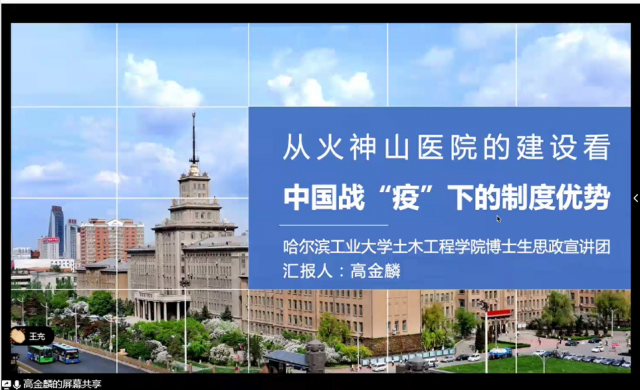 从火神山医院的建设看
中国战“疫”下的制度优势
哈尔滨工业大学土木工程学院博士生思政宣讲团
汇报人：高金麟
王充
高金麟的屏幕共享